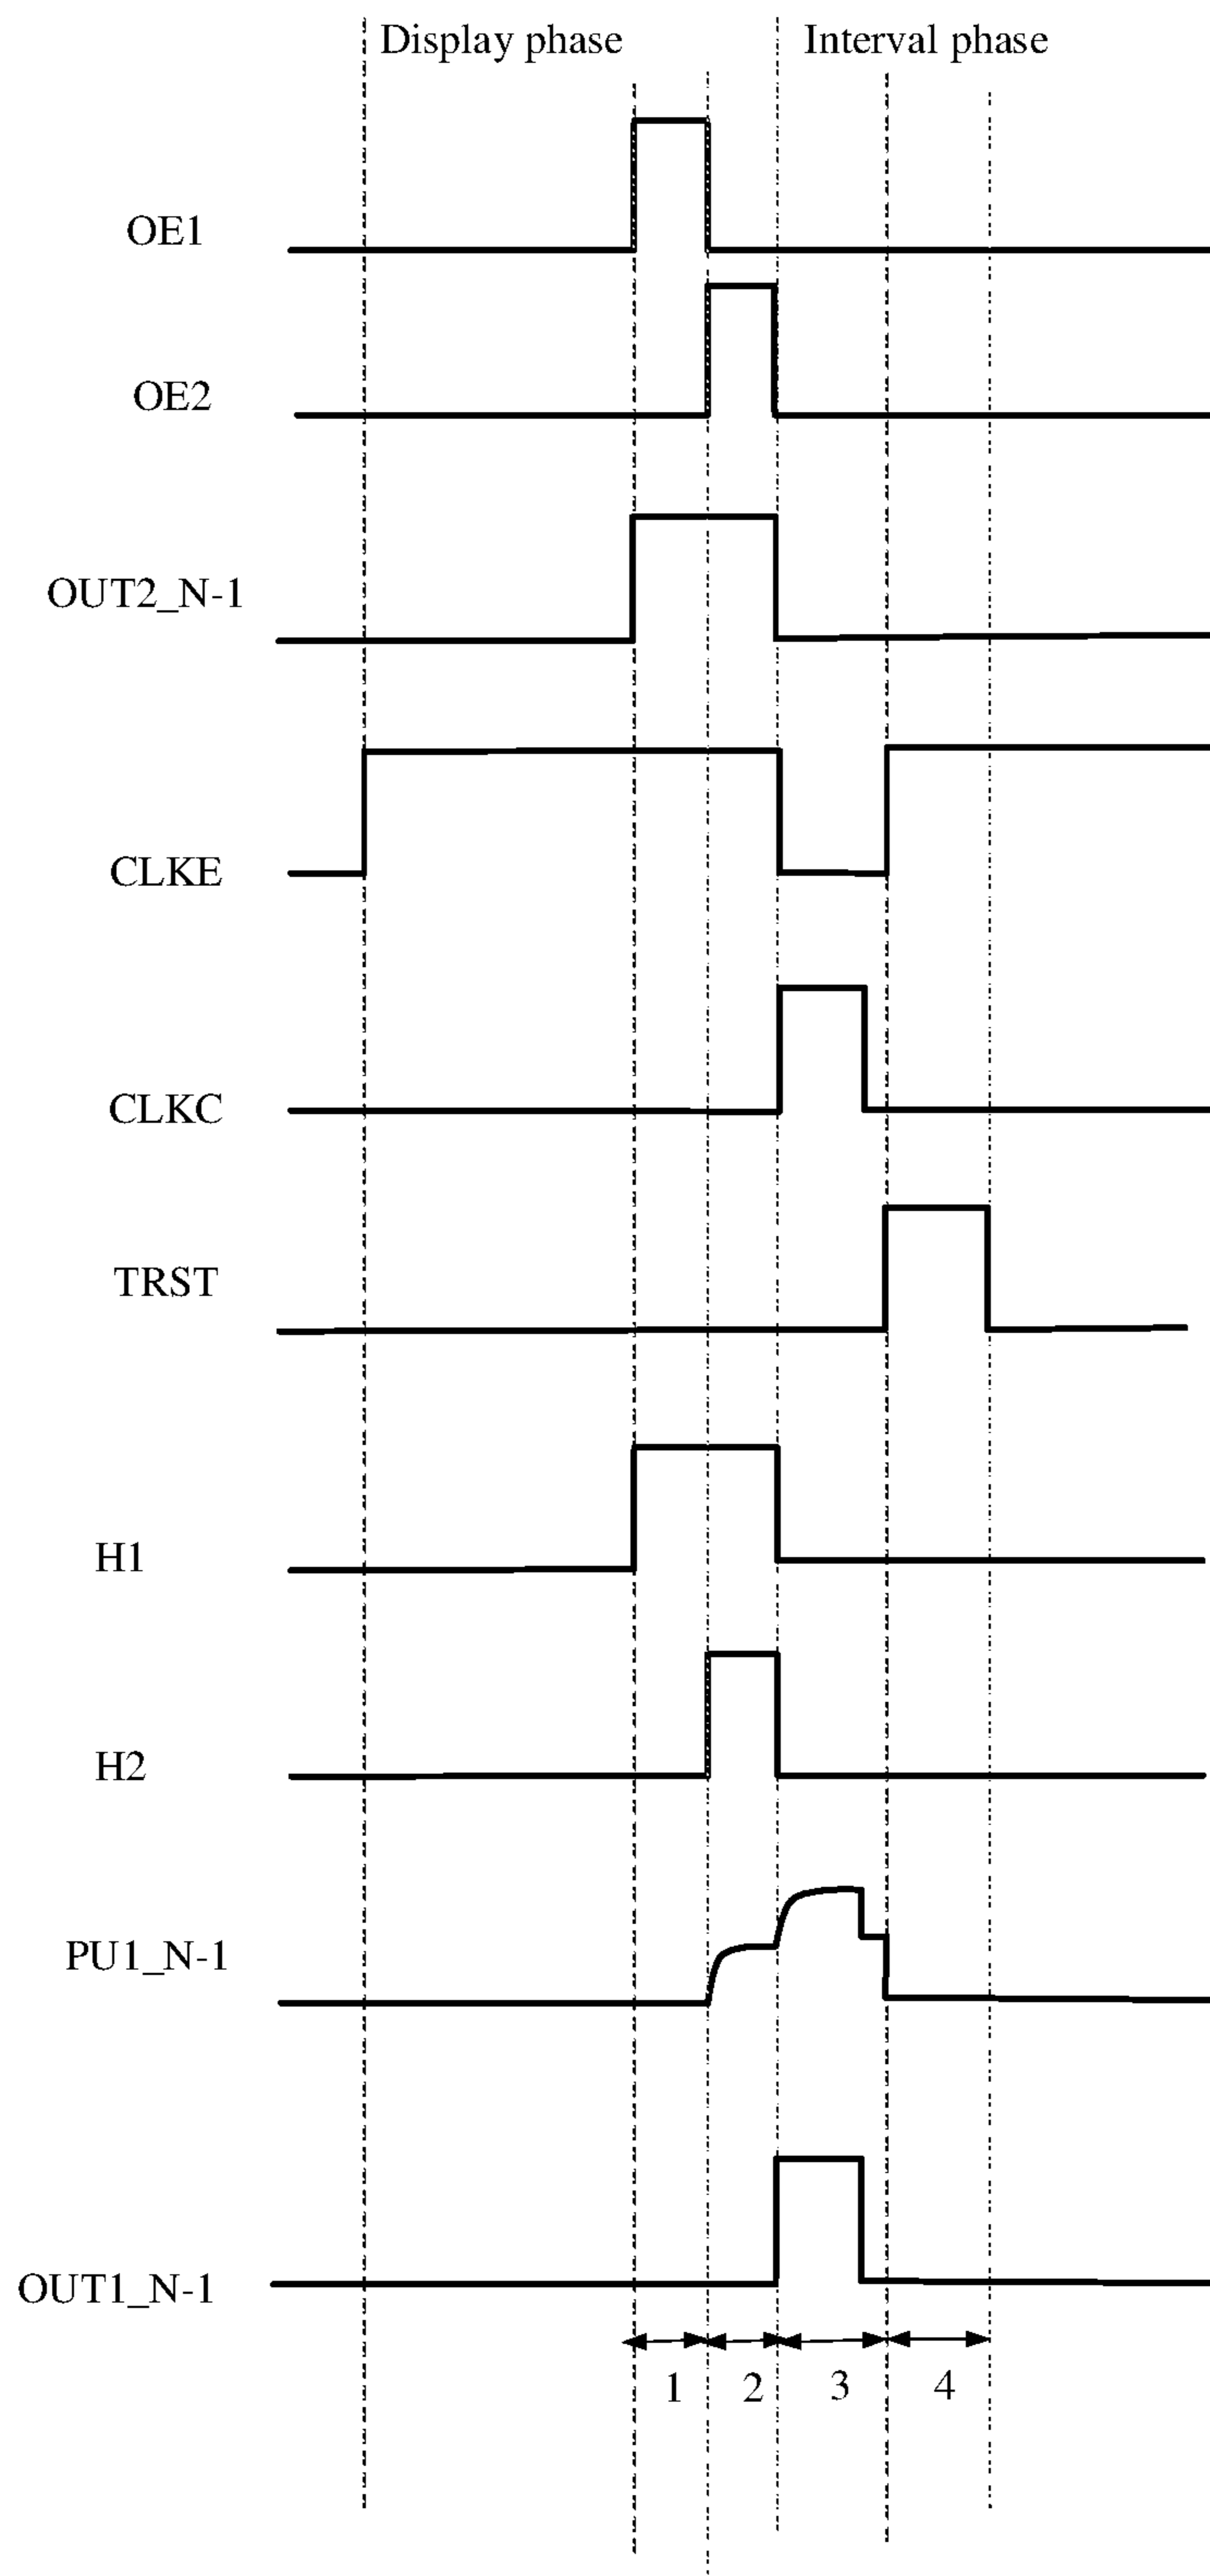 Display phase
Interval phase
OE1
OE2
OUT2_N-1
CLKE
CLKC
TRST
H1
H2
PU1_N-1
OUT1_N-1
1
2
3
4